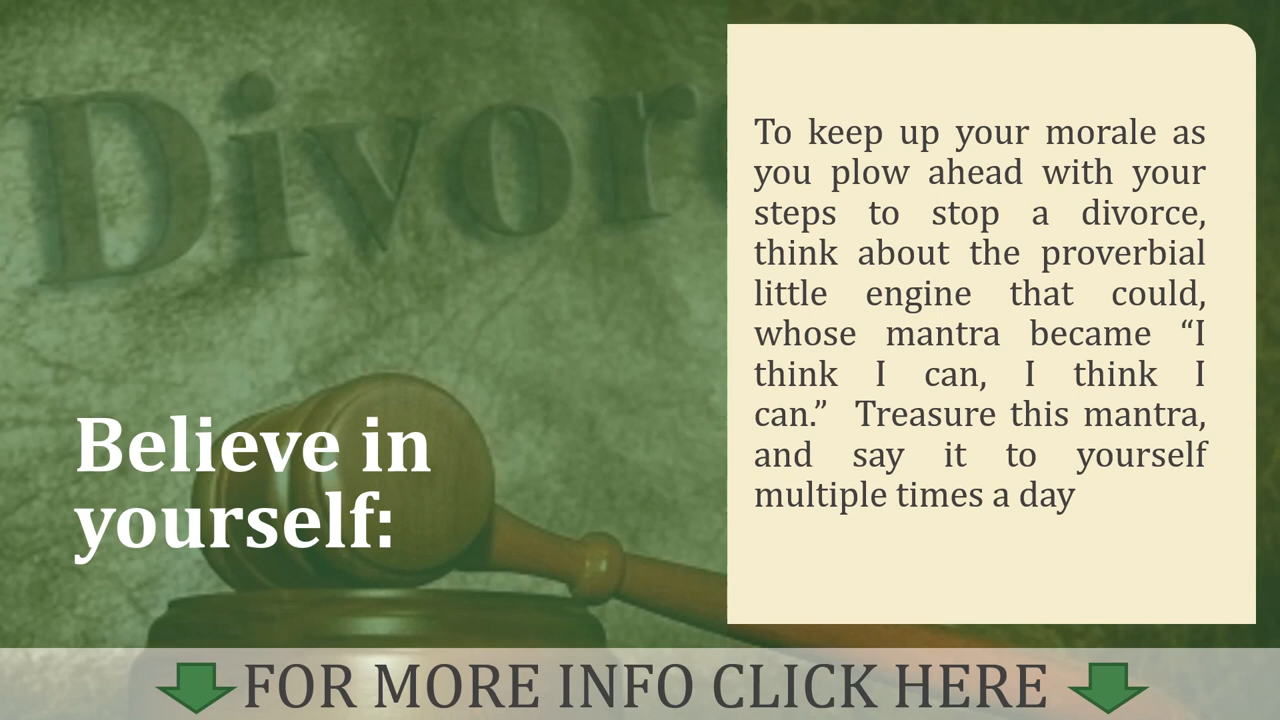 Divor
Believe in
yourself:
To keep up your morale as
you plow ahead with your
steps to stop a divorce,
think about the proverbial
little engine that could,
whose mantra became “I
think I can, I think I
can.” Treasure this mantra,
and say it to yourself
multiple times a day
FOR MORE INFO CLICK HERE